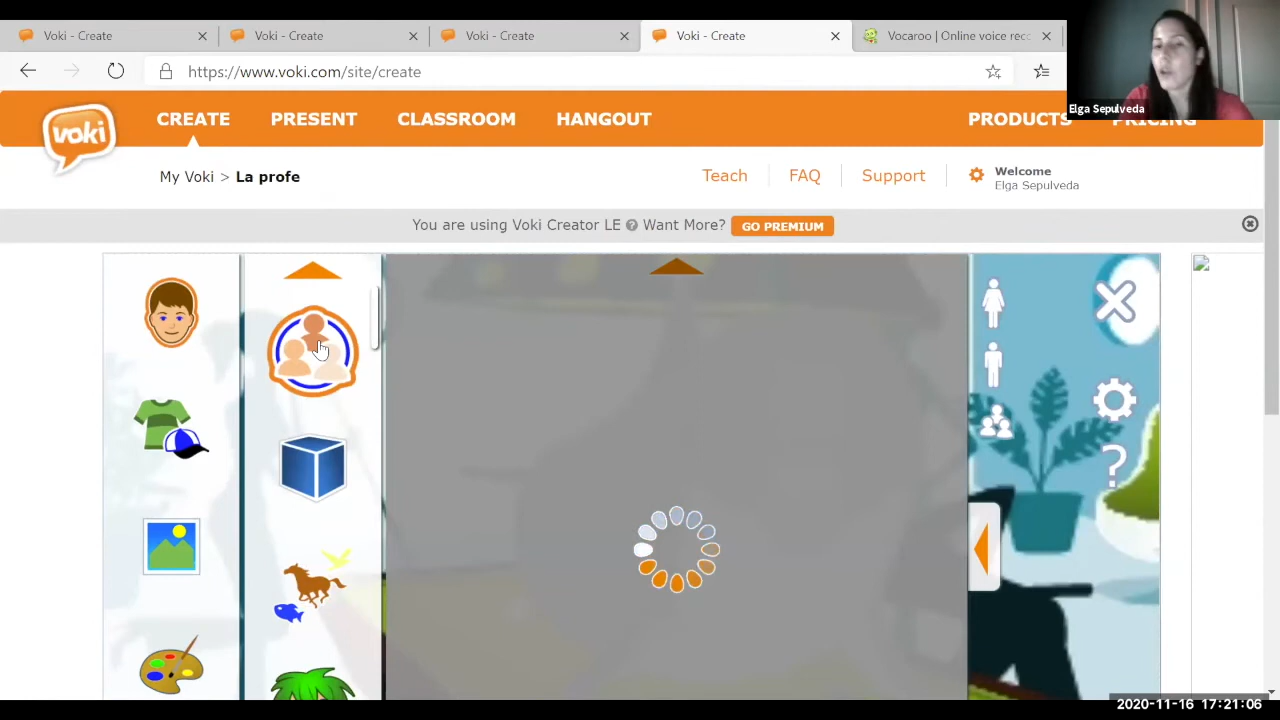 Voki - Create
Voki - Create
Voki - Create
Voki - Create
Vocaroo | Online voice reco
https://www.voki.com/site/create
Elga Sepulveda
voki
CREATE
PRESENT
CLASSROOM
HANGOUT
PRODUCTS
PRICING
My Voki > La profe
Teach
FAQ
Support
Welcome
Elga Sepulveda
You are using Voki Creator LE ? Want More?
GO PREMIUM
?
2020-11-16 17:21:06